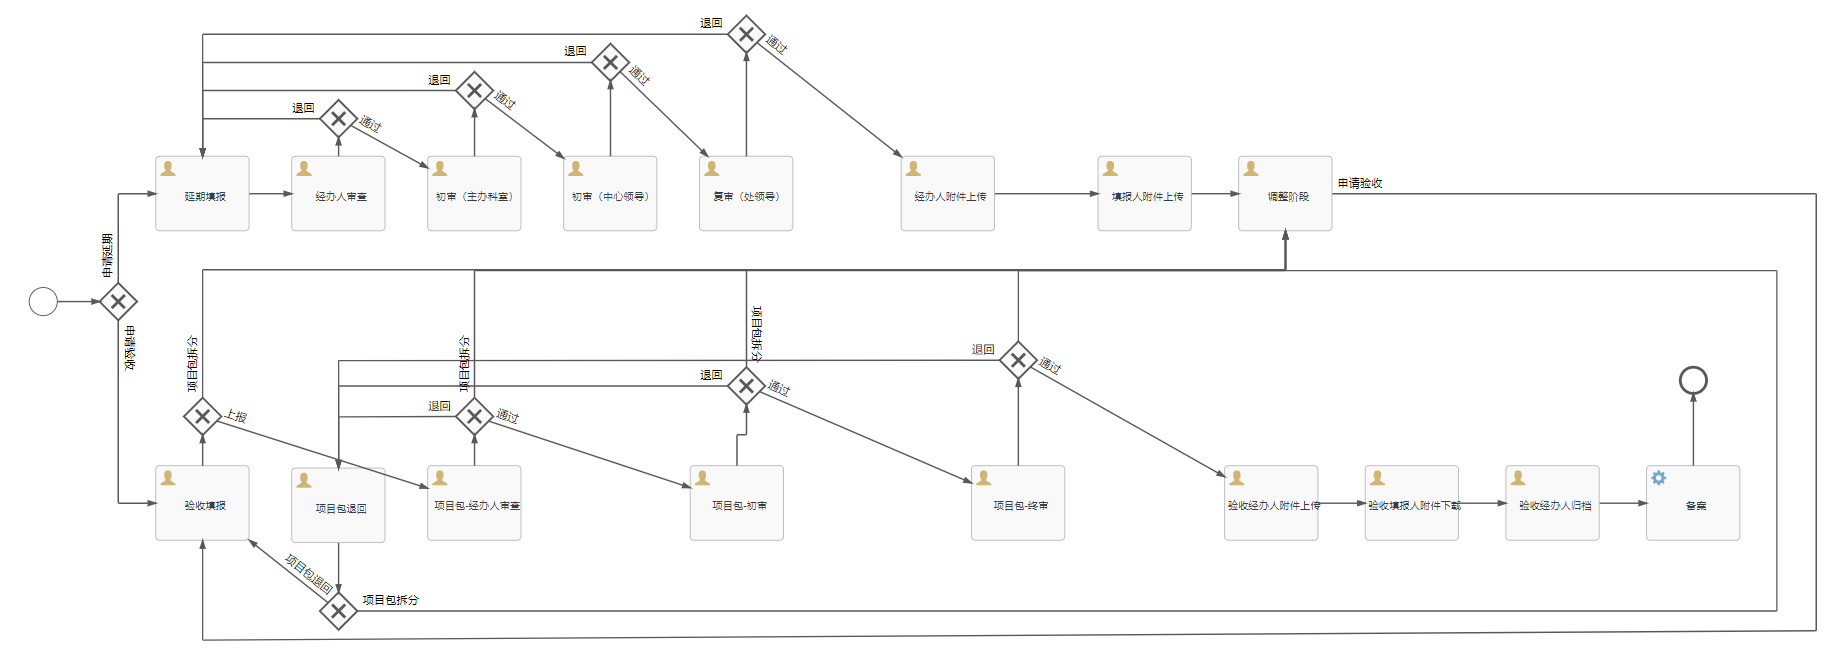 退回
通过
退回
通过
退回
通过
退回
通过
延期填报
经办人审查
初审（主办科室）
初审（中心领导）
复审（处领导）
经办人附件上传
填报人附件上传
调整阶段
申请验收
申请延期
申请验收
项目包拆分
项目包拆分
项目包拆分
退回
通过
退回
通过
退回
通过
上报
验收填报
项目包退回
项目包-经办人审查
项目包-初审
项目包-终审
验收经办人附件上传
验收填报人附件下载
验收经办人归档
备案
项目包退回
项目包拆分